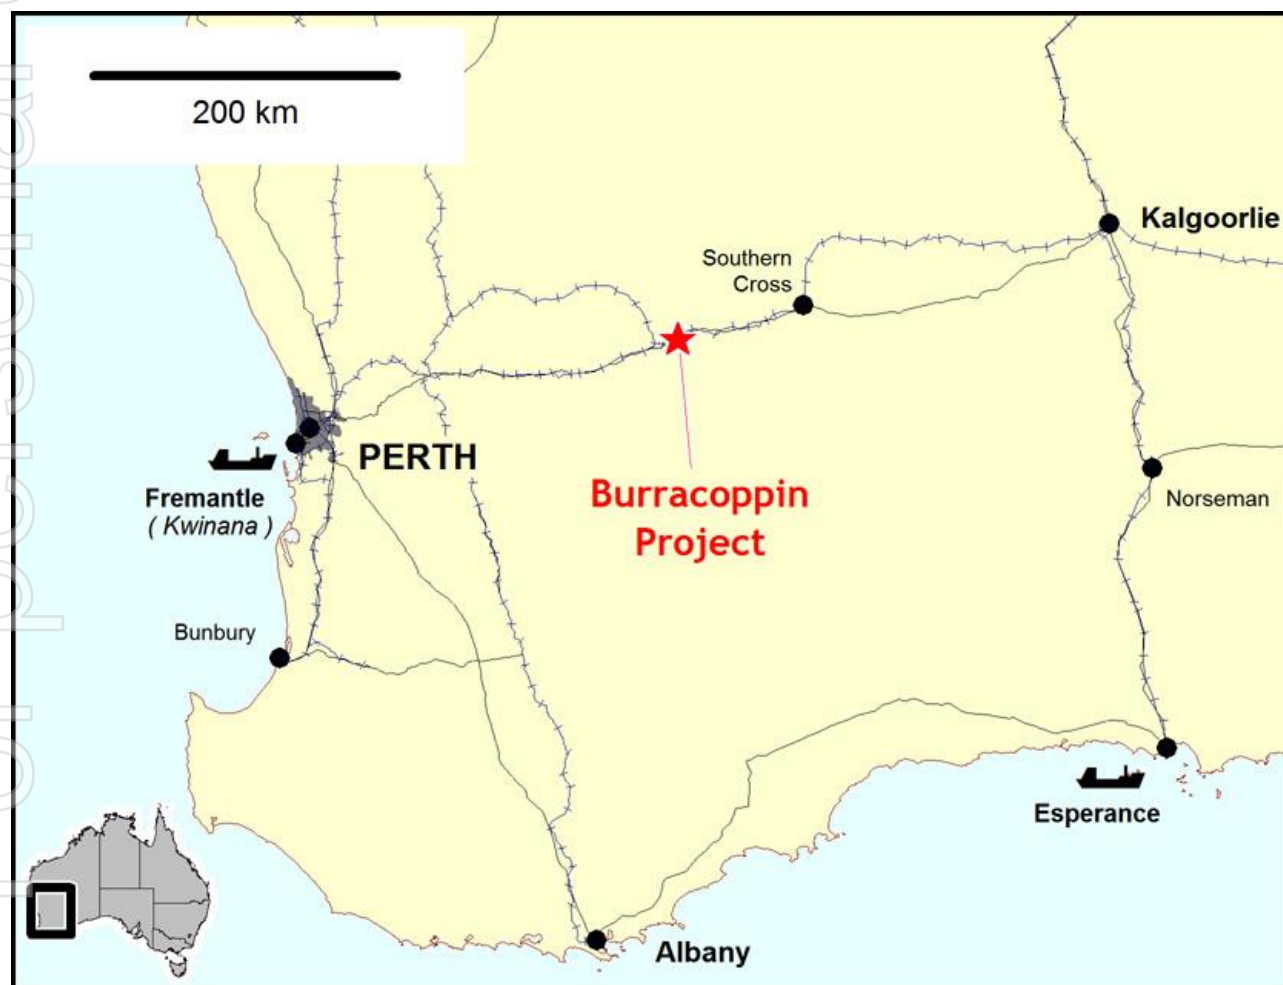 200 km
Kalgoorlie
Southern
Cross
PERTH
Fremantle
( Kwinana )
Burracoppin
Project
Norseman
Bunbury
Esperance
Albany